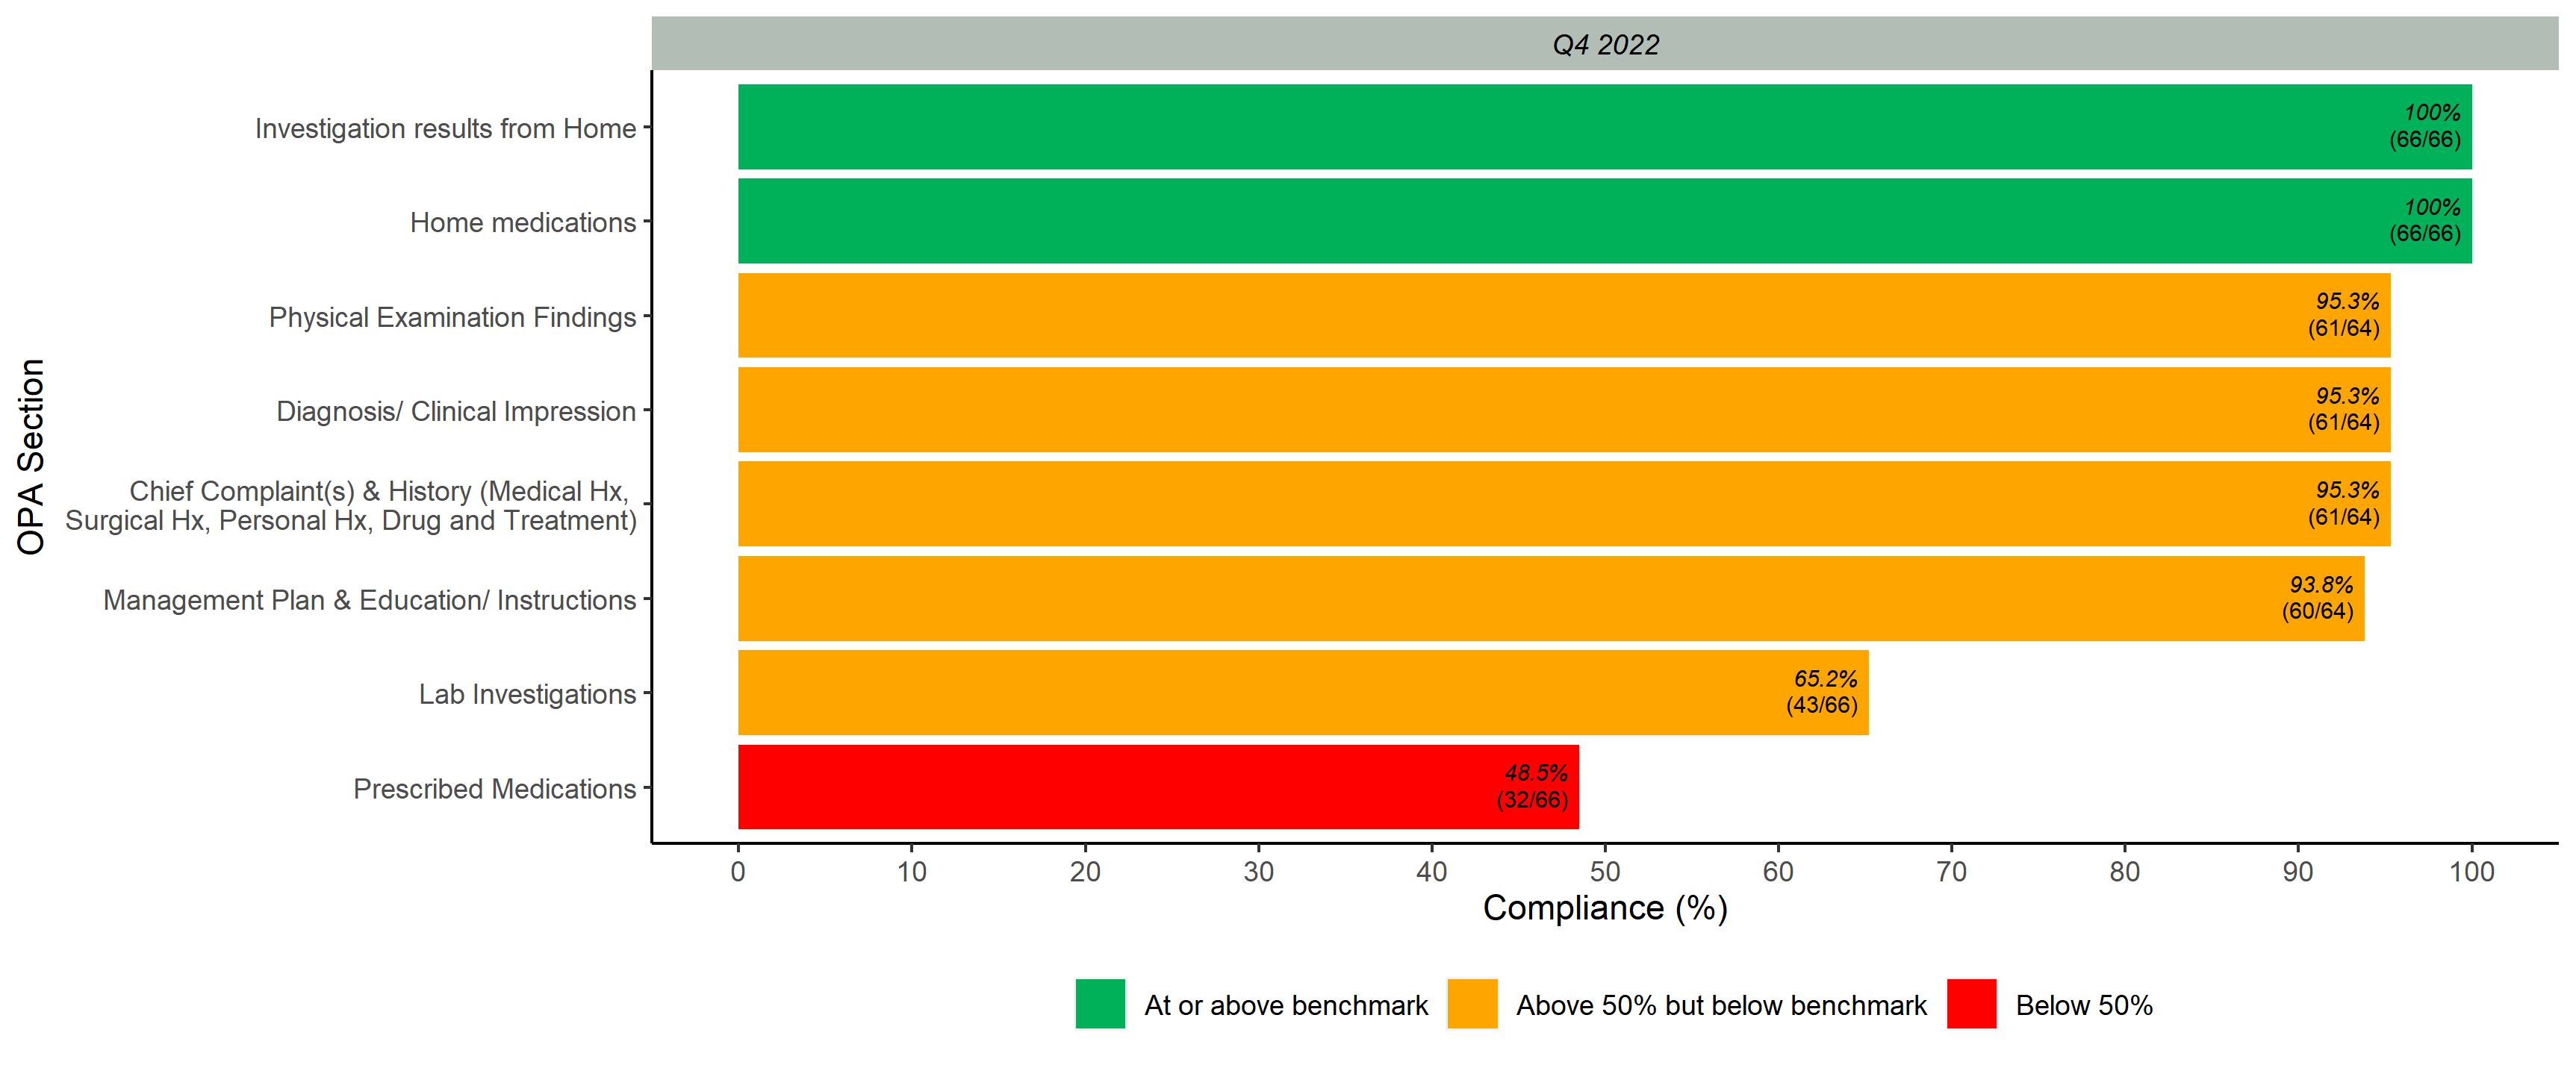 Q4 2022
OPA Section
Investigation results from Home
100%
(66/66)
Home medications
100%
(66/66)
Physical Examination Findings
95.3%
(61/64)
Diagnosis/ Clinical Impression
95.3%
(61/64)
Chief Complaint(s) & History (Medical Hx,
Surgical Hx, Personal Hx, Drug and Treatment)
95.3%
(61/64)
Management Plan & Education/ Instructions
93.8%
(60/64)
Lab Investigations
65.2%
(43/66)
Prescribed Medications
48.5%
(32/66)
0 10 20 30 40 50 60 70 80 90 100
Compliance (%)
At or above benchmark Above 50% but below benchmark Below 50%